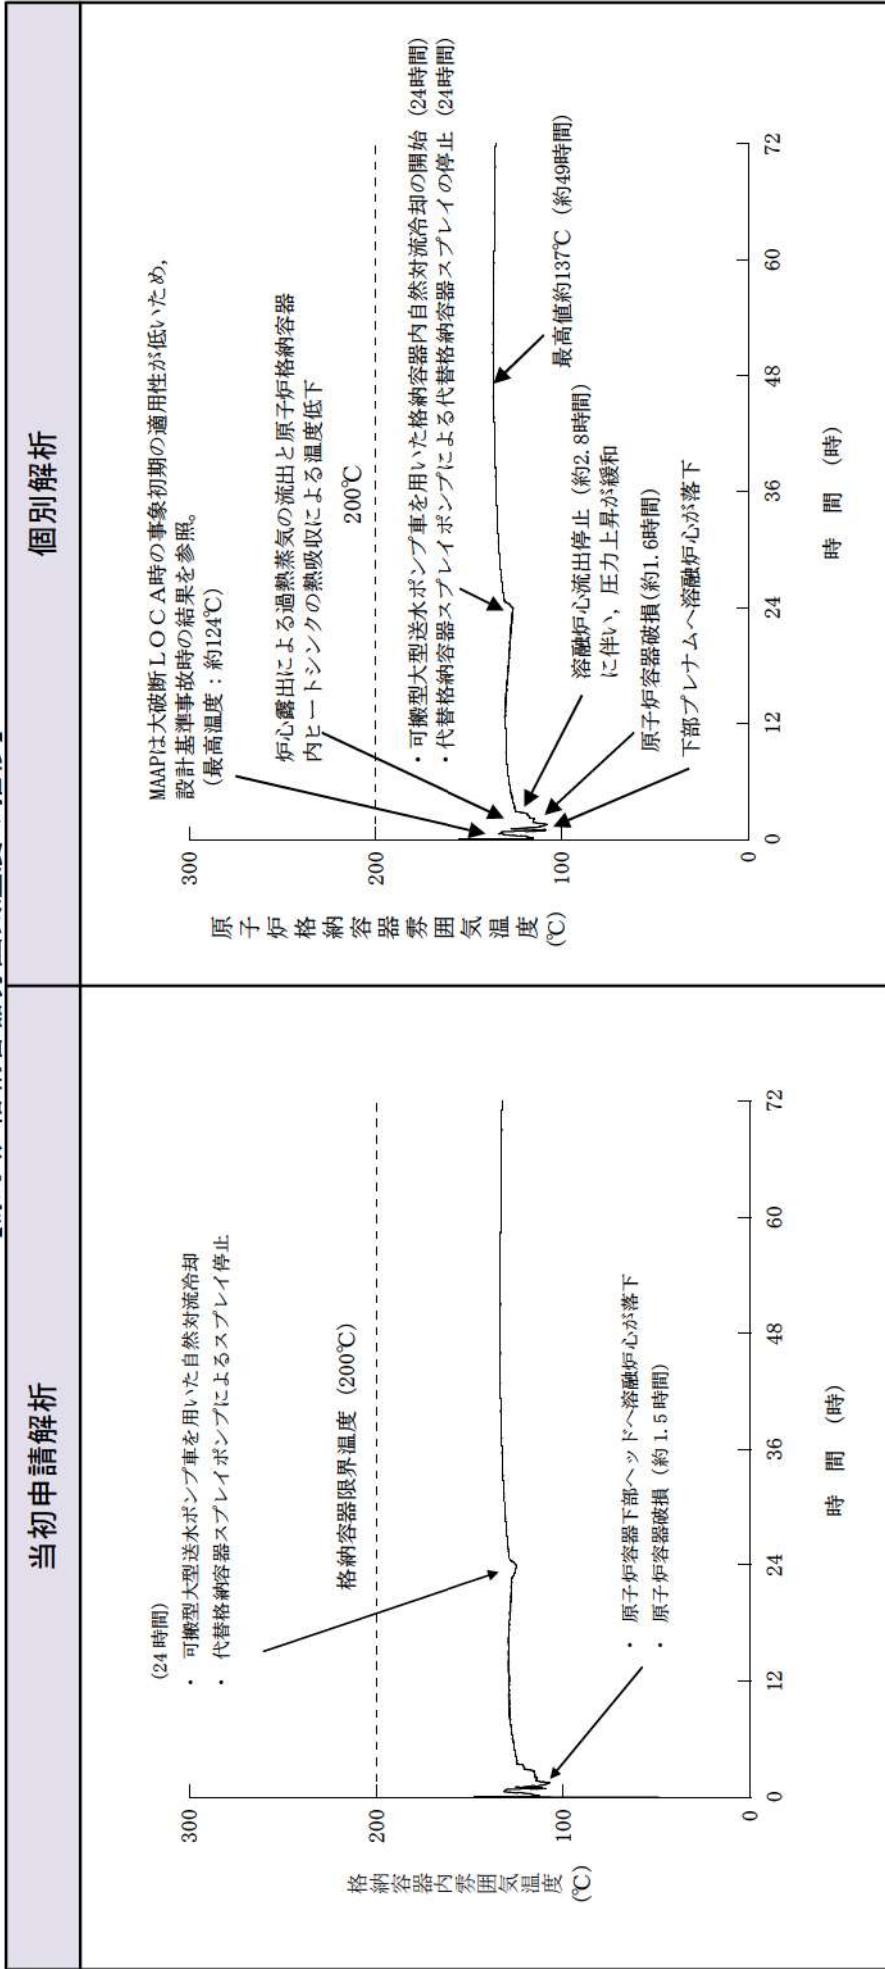 当初申請解析
(24時間)
・ 可搬型大型送水ポンプ車を用いた自然対流冷却
・ 代替格納容器スプレイポンプによるスプレイ停止
格納容器限界温度 (200℃)
・ 原子炉容器下部ヘッドへ溶融炉心が落下
・ 原子炉容器破損 (約1.5時間)
格納容器内雰囲気温度
(℃)
300
200
100
0
0 12 24 36 48 60 72
時 間 (時)
個別解析
MAAPは大破断LOCA時の事象初期の適用性が低いため,
設計基準事故時の結果を参照。
(最高温度:約124℃)
炉心露出による過熱蒸気の流出と原子炉格納容器
内ヒートシンクの熱吸収による温度低下
200℃
・可搬型大型送水ポンプ車を用いた格納容器内自然対流冷却の開始 (24時間)
・代替格納容器スプレイポンプによる代替格納容器スプレイの停止 (24時間)
最高値約137℃ (約49時間)
溶融炉心流出停止 (約2.8時間)
に伴い,圧力上昇が緩和
原子炉容器破損(約1.6時間)
下部プレナムへ溶融炉心が落下
原子炉格納容器雰囲気温度
(℃)
300
200
100
0
0 12 24 36 48 60 72
時 間 (時)